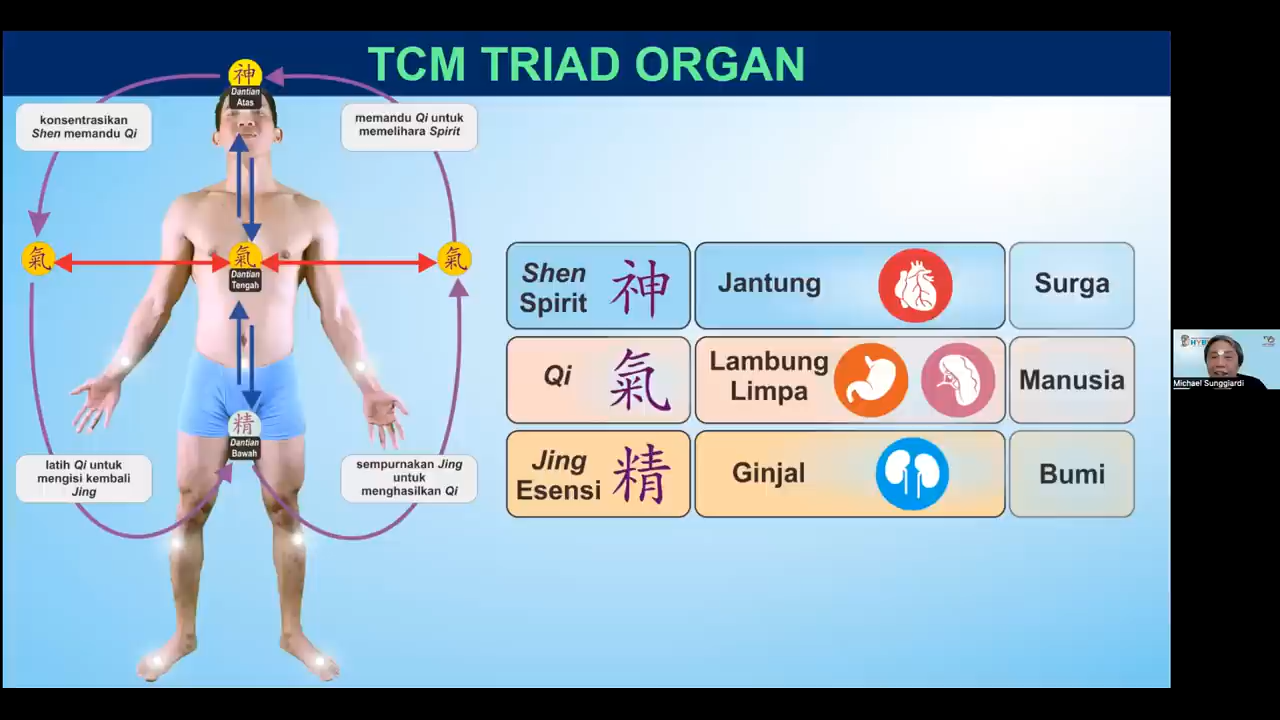 TCM TRIAD ORGAN
神
Dantian
Atas
konsentrasikan
Shen memandu Qi
memandu Qi untuk
memelihara Spirit
氣
氣
Dantian
Tengah
氣
精
Dantian
Bawah
latih Qi untuk
mengisi kembali
Jing
sempurnakan Jing
untuk
menghasilkan Qi
Shen
Spirit
神
Jantung
Surga
Qi
氣
Lambung
Limpa
Manusia
Jing
Esensi
精
Ginjal
Bumi
Michael Sunggiardi